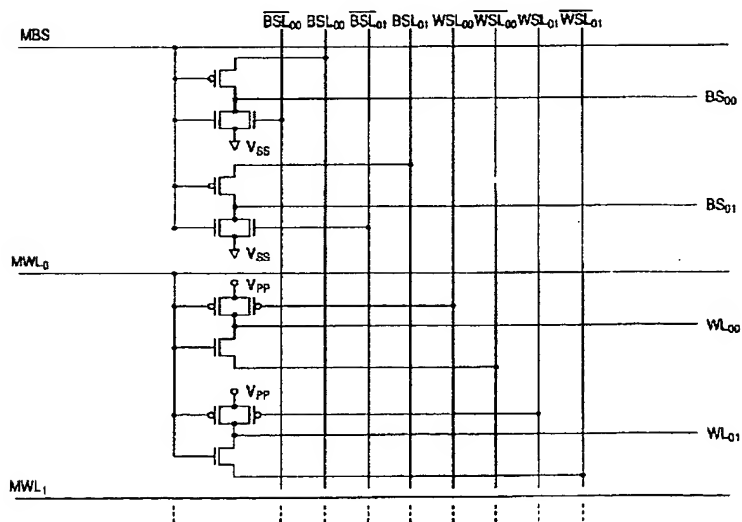 B̅S̅L̅₀₀ BSL₀₀ B̅S̅L̅₀₁ BSL₀₁ WSL₀₀ W̅S̅L̅₀₀ WSL₀₁ W̅S̅L̅₀₁
MBS
BS₀₀
V_SS
BS₀₁
V_SS
MWL₀
V_PP
WL₀₀
V_PP
WL₀₁
MWL₁